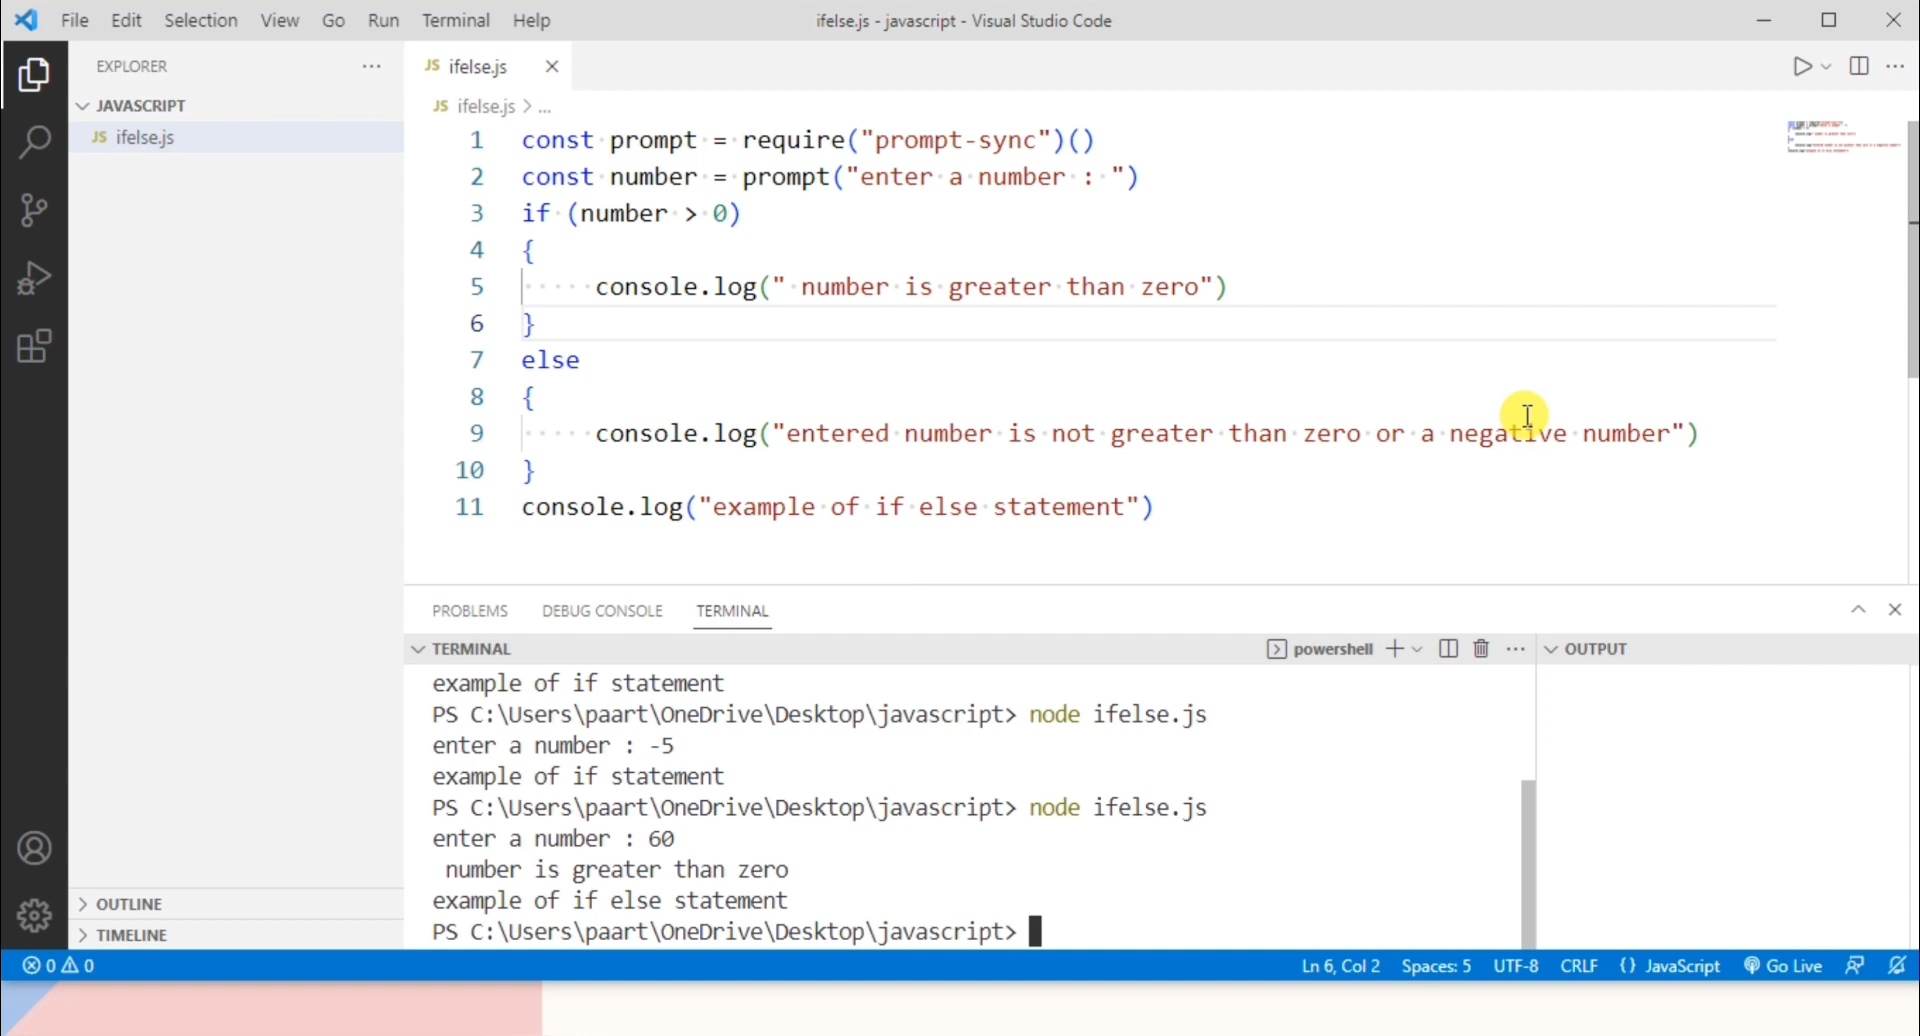 File Edit Selection View Go Run Terminal Help
ifelse.js - javascript - Visual Studio Code
EXPLORER
JAVASCRIPT
JS ifelse.js
JS ifelse.js
JS ifelse.js > ...
1 const prompt = require("prompt-sync")()
2 const number = prompt("enter a number : ")
3 if (number > 0)
4 {
5 console.log(" number is greater than zero")
6 }
7 else
8 {
9 console.log("entered number is not greater than zero or a negative number")
10 }
11 console.log("example of if else statement")
PROBLEMS DEBUG CONSOLE TERMINAL
TERMINAL
powershell
OUTPUT
example of if statement
PS C:\Users\paart\OneDrive\Desktop\javascript> node ifelse.js
enter a number : -5
example of if statement
PS C:\Users\paart\OneDrive\Desktop\javascript> node ifelse.js
enter a number : 60
number is greater than zero
example of if else statement
PS C:\Users\paart\OneDrive\Desktop\javascript>
OUTLINE
TIMELINE
0 0
Ln 6, Col 2 Spaces: 5 UTF-8 CRLF {} JavaScript Go Live